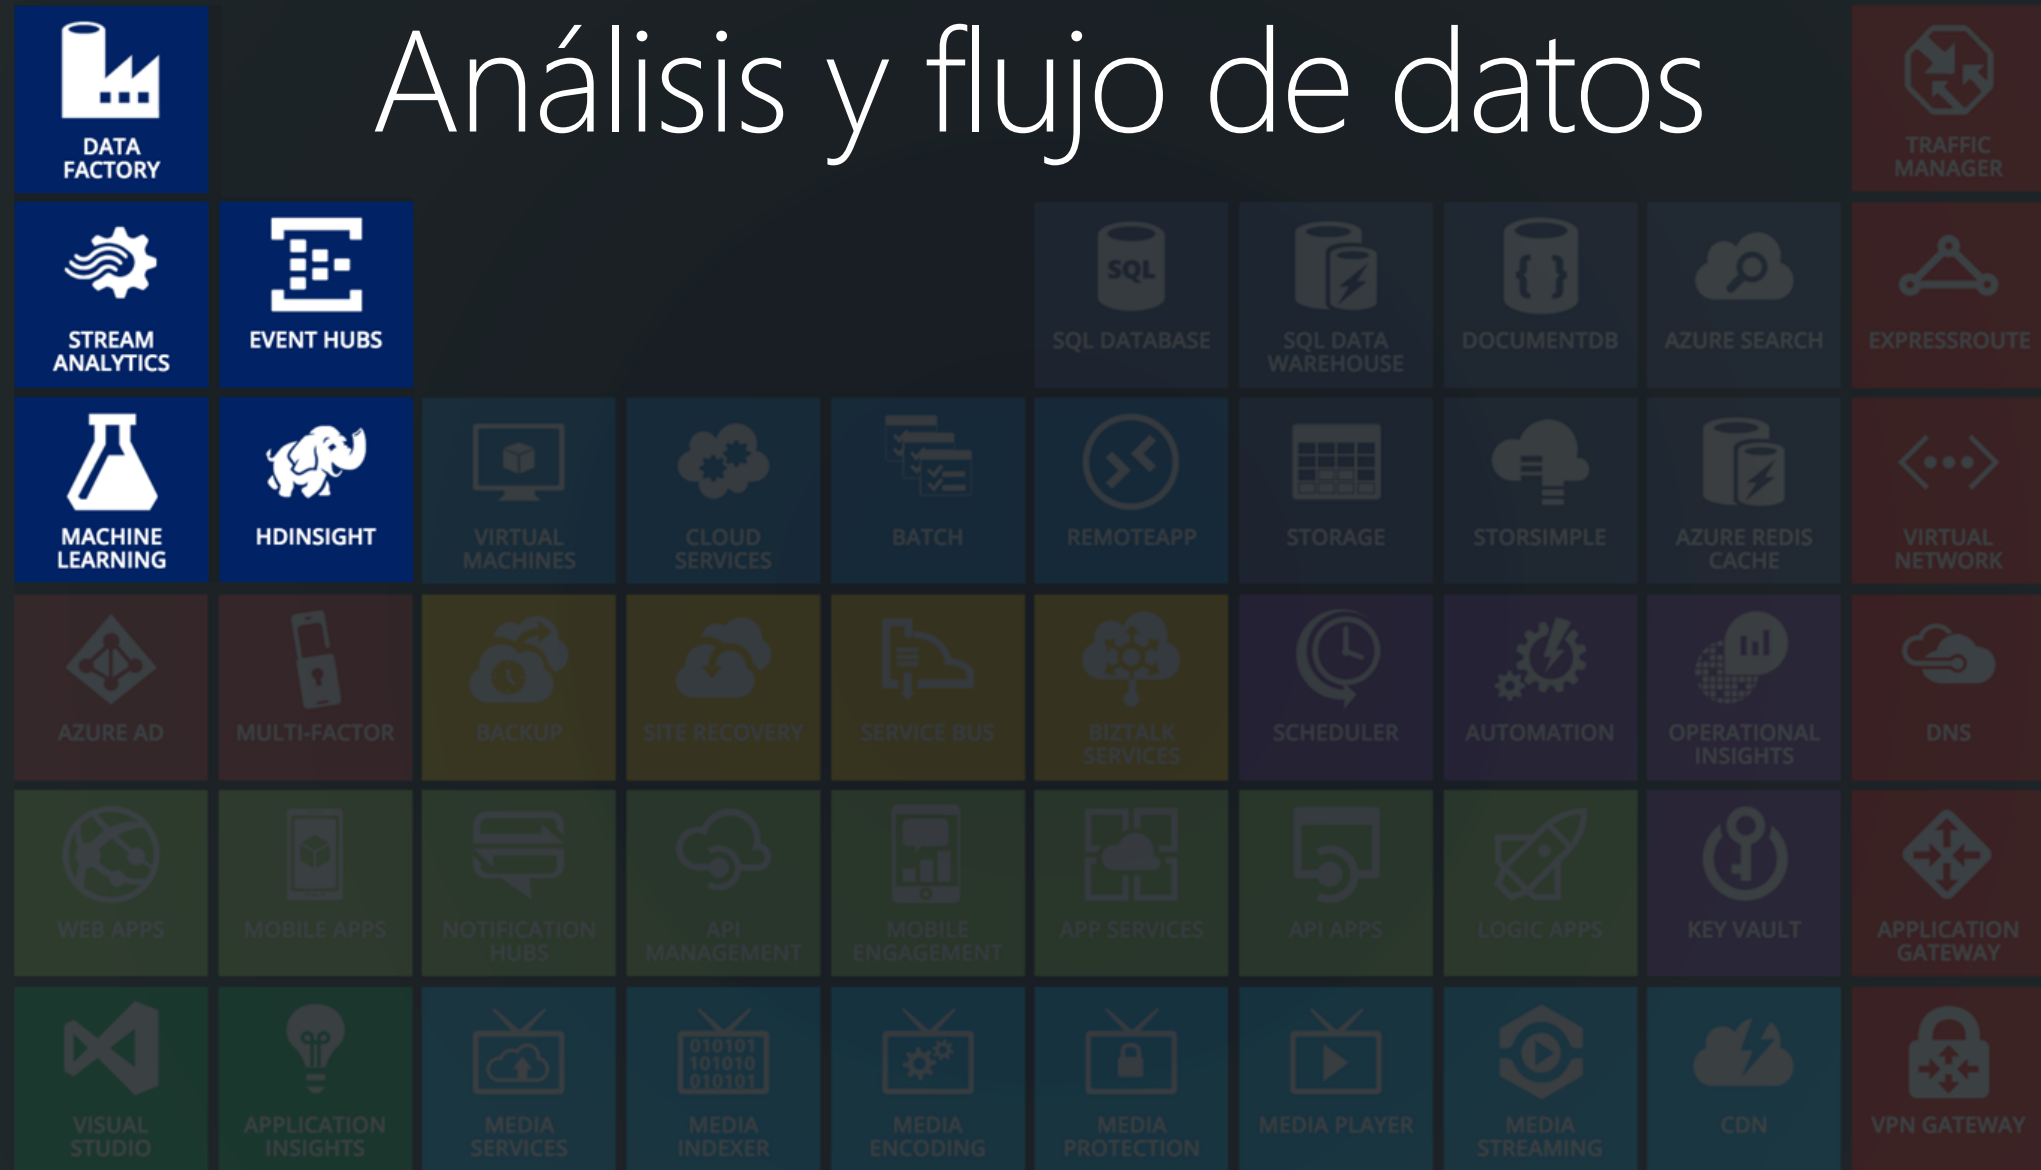 Análisis y flujo de datos
DATA
FACTORY
TRAFFIC
MANAGER
STREAM
ANALYTICS
EVENT HUBS
SQL
SQL DATABASE
SQL DATA
WAREHOUSE
DOCUMENTDB
AZURE SEARCH
EXPRESSROUTE
MACHINE
LEARNING
HDINSIGHT
VIRTUAL
MACHINES
CLOUD
SERVICES
BATCH
REMOTEAPP
STORAGE
STORSIMPLE
AZURE REDIS
CACHE
VIRTUAL
NETWORK
AZURE AD
MULTI-FACTOR
BACKUP
SITE RECOVERY
SERVICE BUS
BIZTALK
SERVICES
SCHEDULER
AUTOMATION
OPERATIONAL
INSIGHTS
DNS
WEB APPS
MOBILE APPS
NOTIFICATION
HUBS
API
MANAGEMENT
MOBILE
ENGAGEMENT
APP SERVICES
API APPS
LOGIC APPS
KEY VAULT
APPLICATION
GATEWAY
VISUAL
STUDIO
APPLICATION
INSIGHTS
MEDIA
SERVICES
010101
101010
010101
MEDIA
INDEXER
MEDIA
ENCODING
MEDIA
PROTECTION
MEDIA PLAYER
MEDIA
STREAMING
CDN
VPN GATEWAY